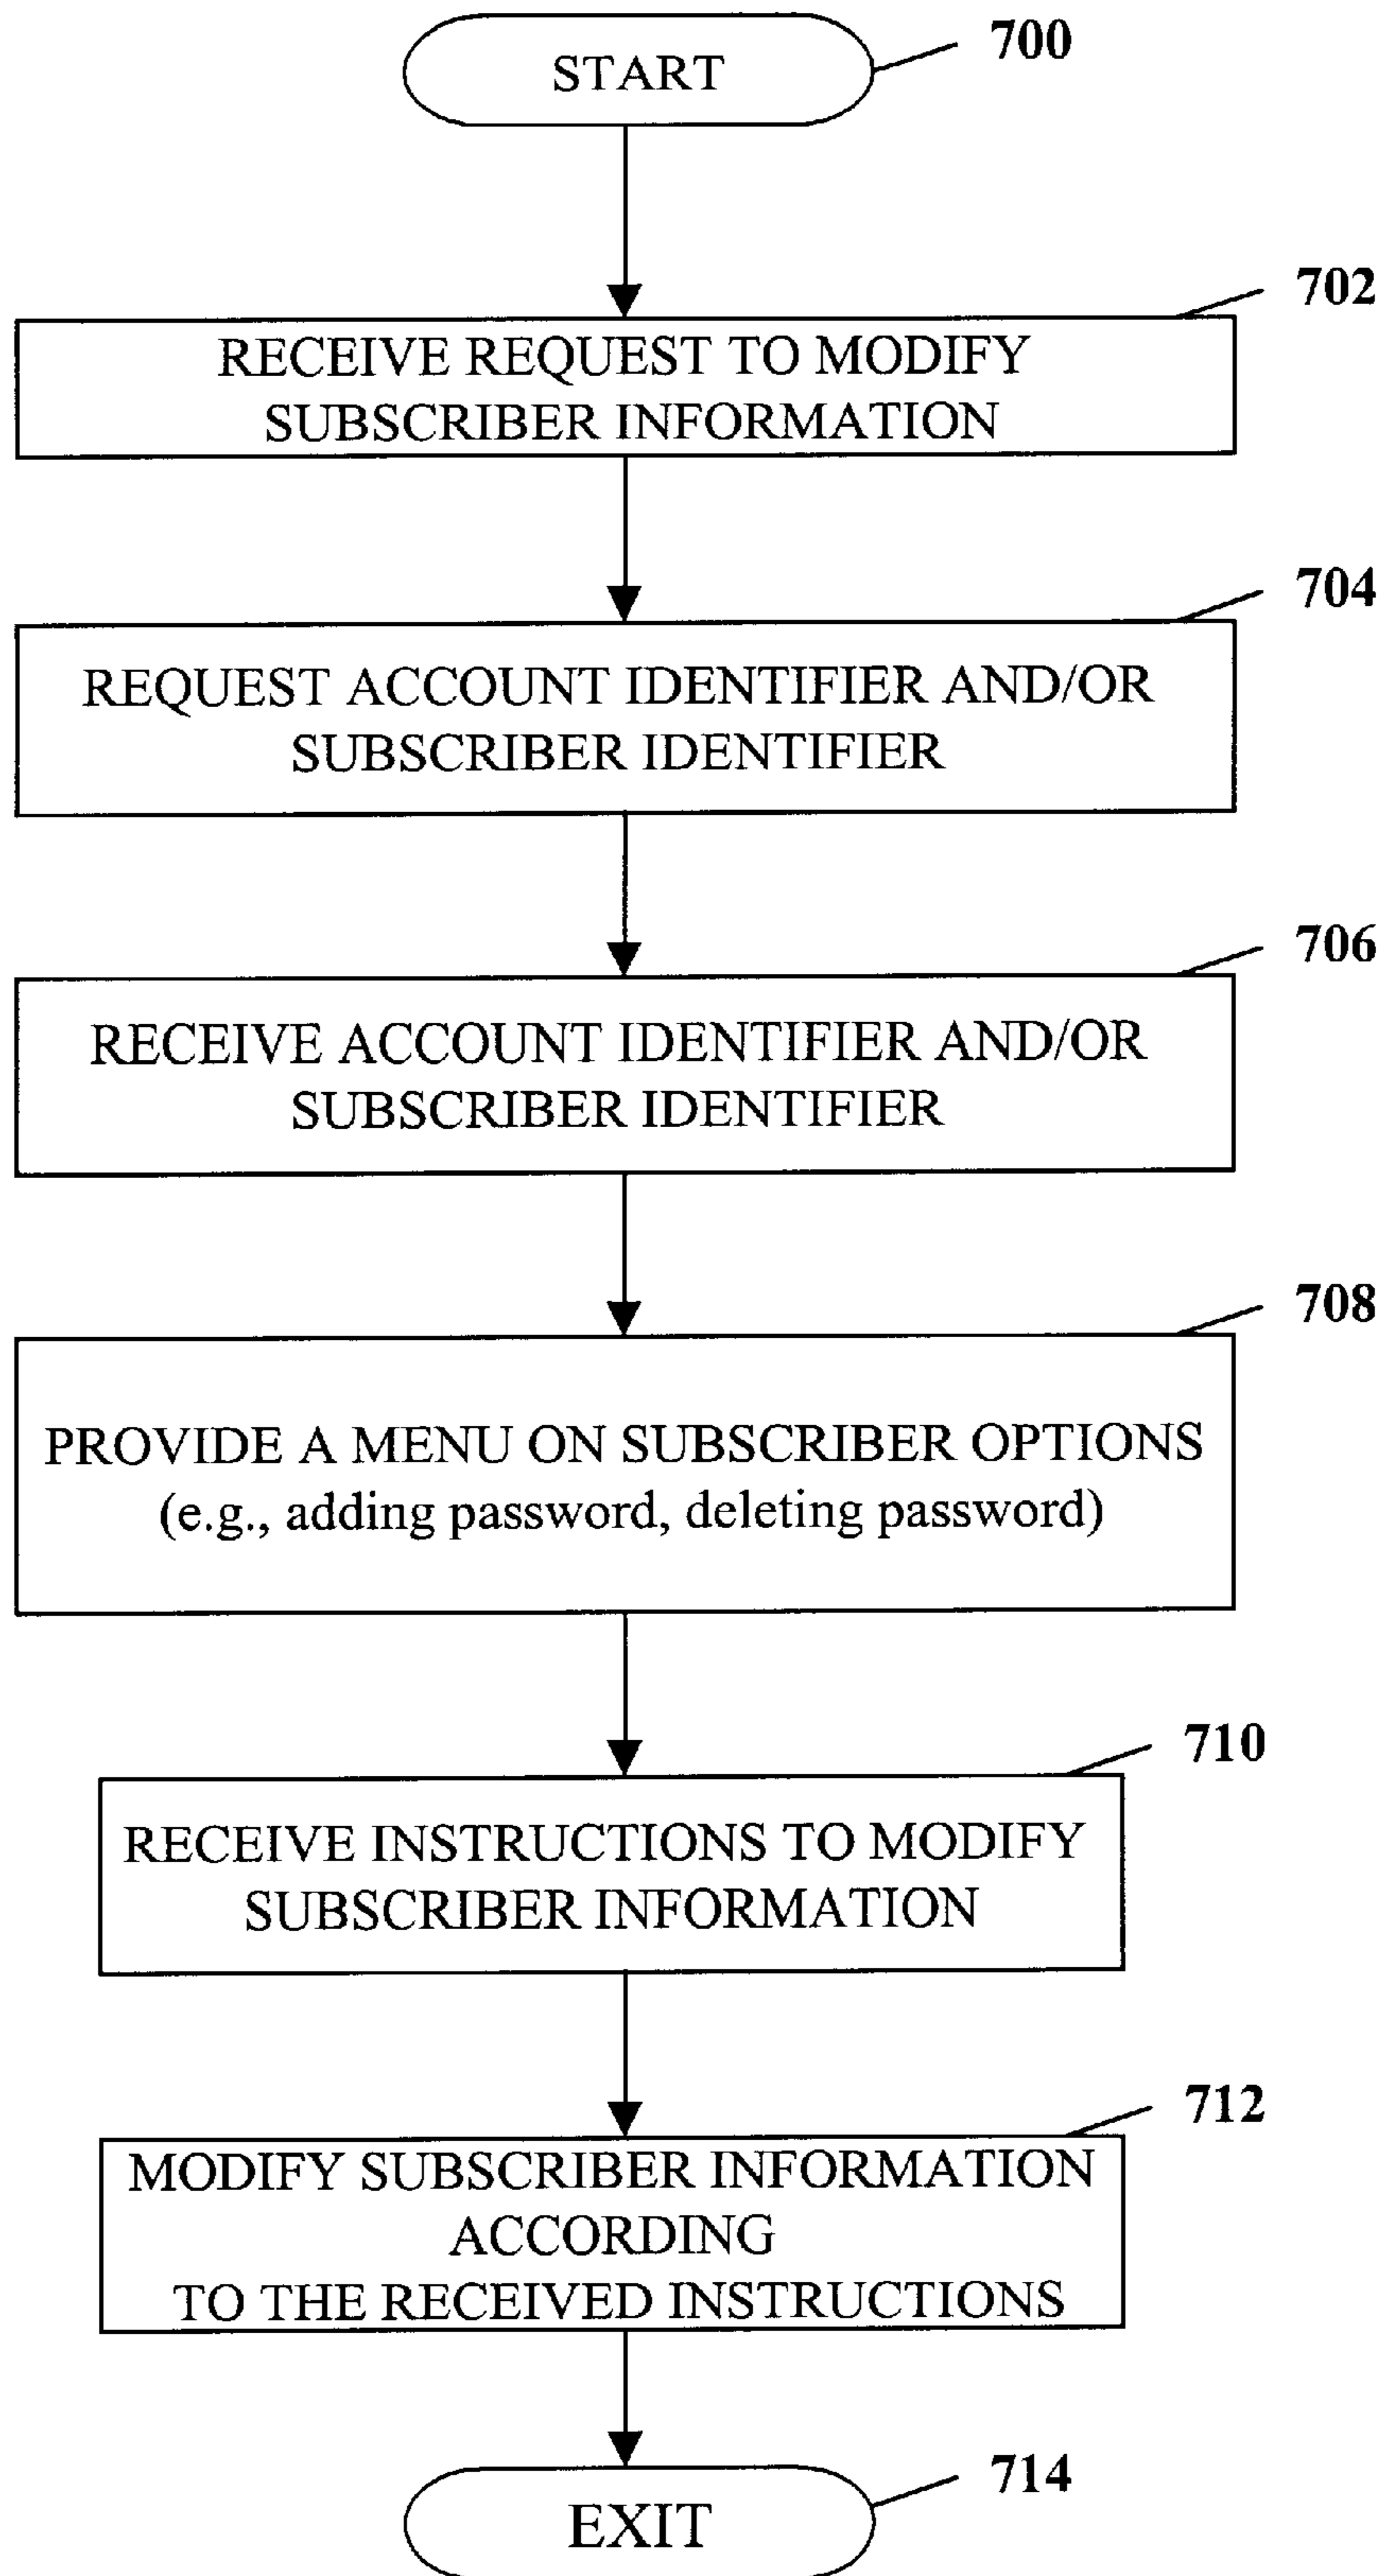 START
700
702
RECEIVE REQUEST TO MODIFY
SUBSCRIBER INFORMATION
704
REQUEST ACCOUNT IDENTIFIER AND/OR
SUBSCRIBER IDENTIFIER
706
RECEIVE ACCOUNT IDENTIFIER AND/OR
SUBSCRIBER IDENTIFIER
708
PROVIDE A MENU ON SUBSCRIBER OPTIONS
(e.g., adding password, deleting password)
710
RECEIVE INSTRUCTIONS TO MODIFY
SUBSCRIBER INFORMATION
712
MODIFY SUBSCRIBER INFORMATION
ACCORDING
TO THE RECEIVED INSTRUCTIONS
714
EXIT